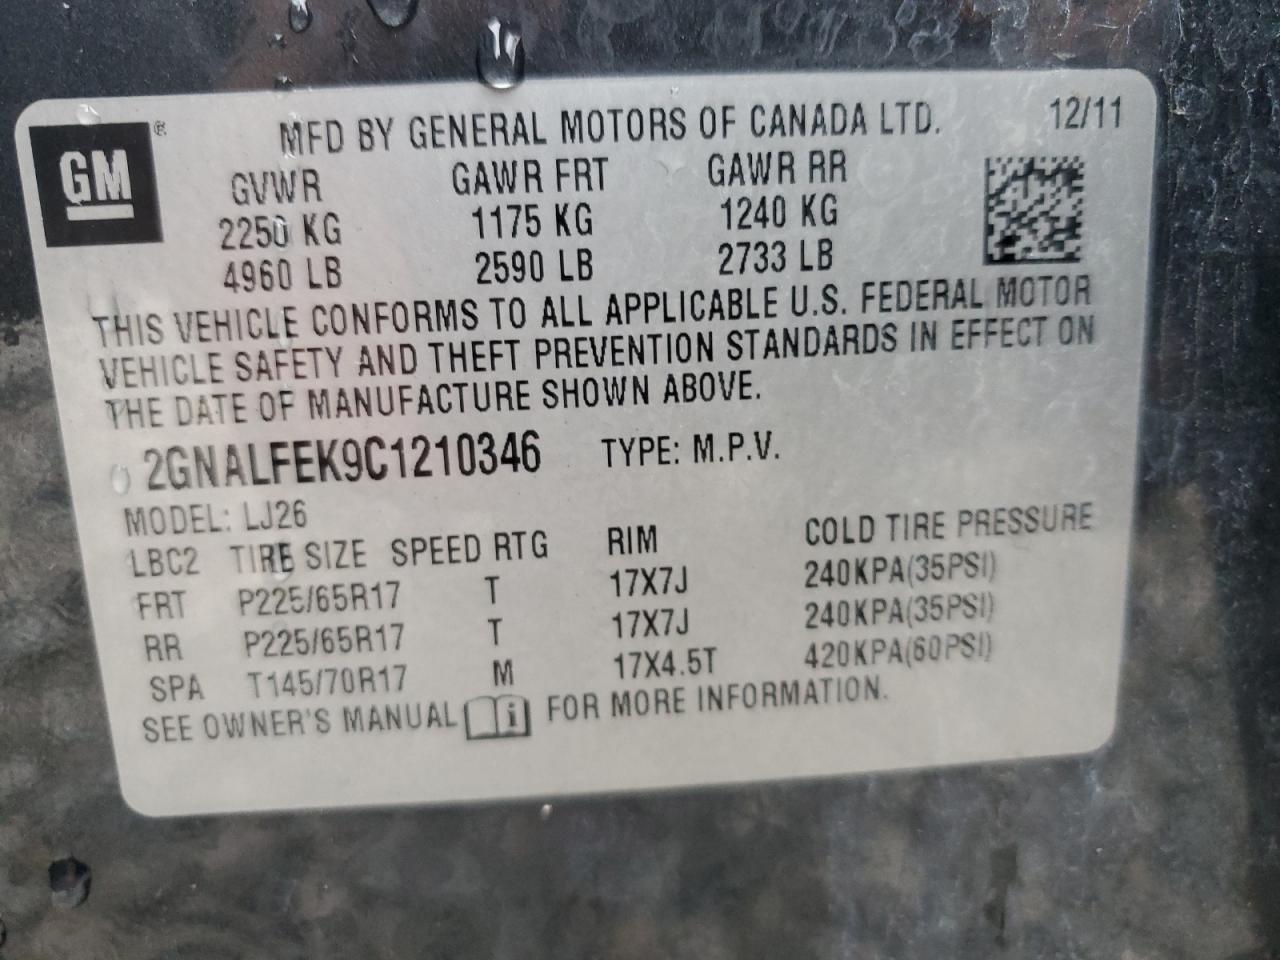 GM ® MFD BY GENERAL MOTORS OF CANADA LTD. 12/11
GVWR GAWR FRT GAWR RR
2250 KG 1175 KG 1240 KG
4960 LB 2590 LB 2733 LB
THIS VEHICLE CONFORMS TO ALL APPLICABLE U.S. FEDERAL MOTOR
VEHICLE SAFETY AND THEFT PREVENTION STANDARDS IN EFFECT ON
THE DATE OF MANUFACTURE SHOWN ABOVE.
2GNALFEK9C1210346 TYPE: M.P.V.
MODEL: LJ26
LBC2 TIRE SIZE SPEED RTG RIM COLD TIRE PRESSURE
FRT P225/65R17 T 17X7J 240KPA(35PSI)
RR P225/65R17 T 17X7J 240KPA(35PSI)
SPA T145/70R17 M 17X4.5T 420KPA(60PSI)
SEE OWNER'S MANUAL i FOR MORE INFORMATION.